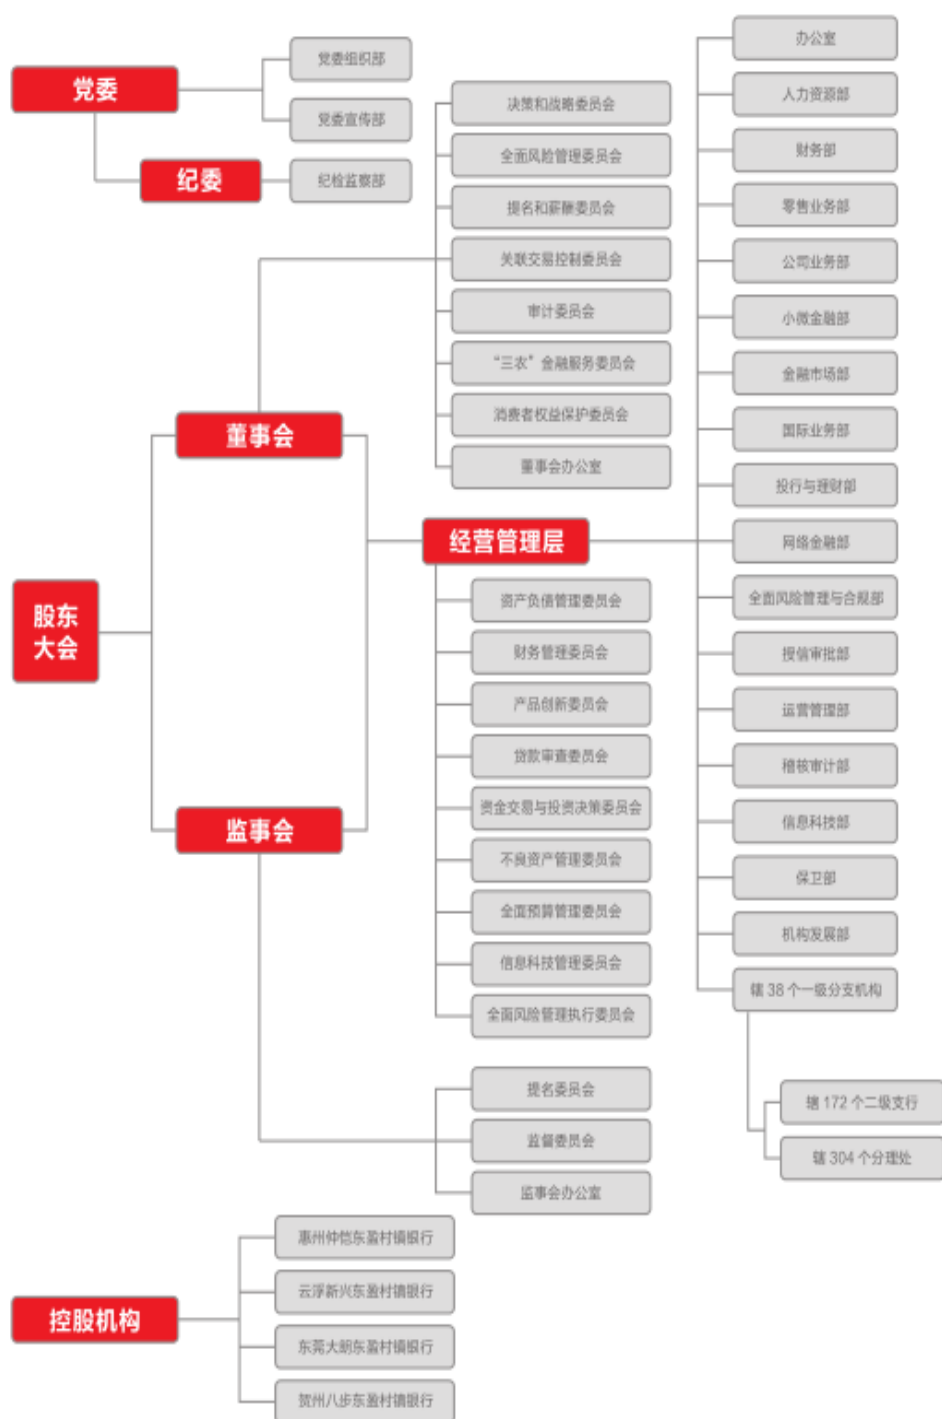 党委
党委组织部
党委宣传部
纪委
纪检监察部
股东
大会
董事会
决策和战略委员会
全面风险管理委员会
提名和薪酬委员会
关联交易控制委员会
审计委员会
“三农”金融服务委员会
消费者权益保护委员会
董事会办公室
经营管理层
资产负债管理委员会
财务管理委员会
产品创新委员会
贷款审查委员会
资金交易与投资决策委员会
不良资产管理委员会
全面预算管理委员会
信息科技管理委员会
全面风险管理执行委员会
办公室
人力资源部
财务部
零售业务部
公司业务部
小微金融部
金融市场部
国际业务部
投行与理财部
网络金融部
全面风险管理与合规部
授信审批部
运营管理部
稽核审计部
信息科技部
保卫部
机构发展部
辖 38 个一级分支机构
辖 172 个二级支行
辖 304 个分理处
监事会
提名委员会
监督委员会
监事会办公室
控股机构
惠州仲恺东盈村镇银行
云浮新兴东盈村镇银行
东莞大朗东盈村镇银行
贺州八步东盈村镇银行